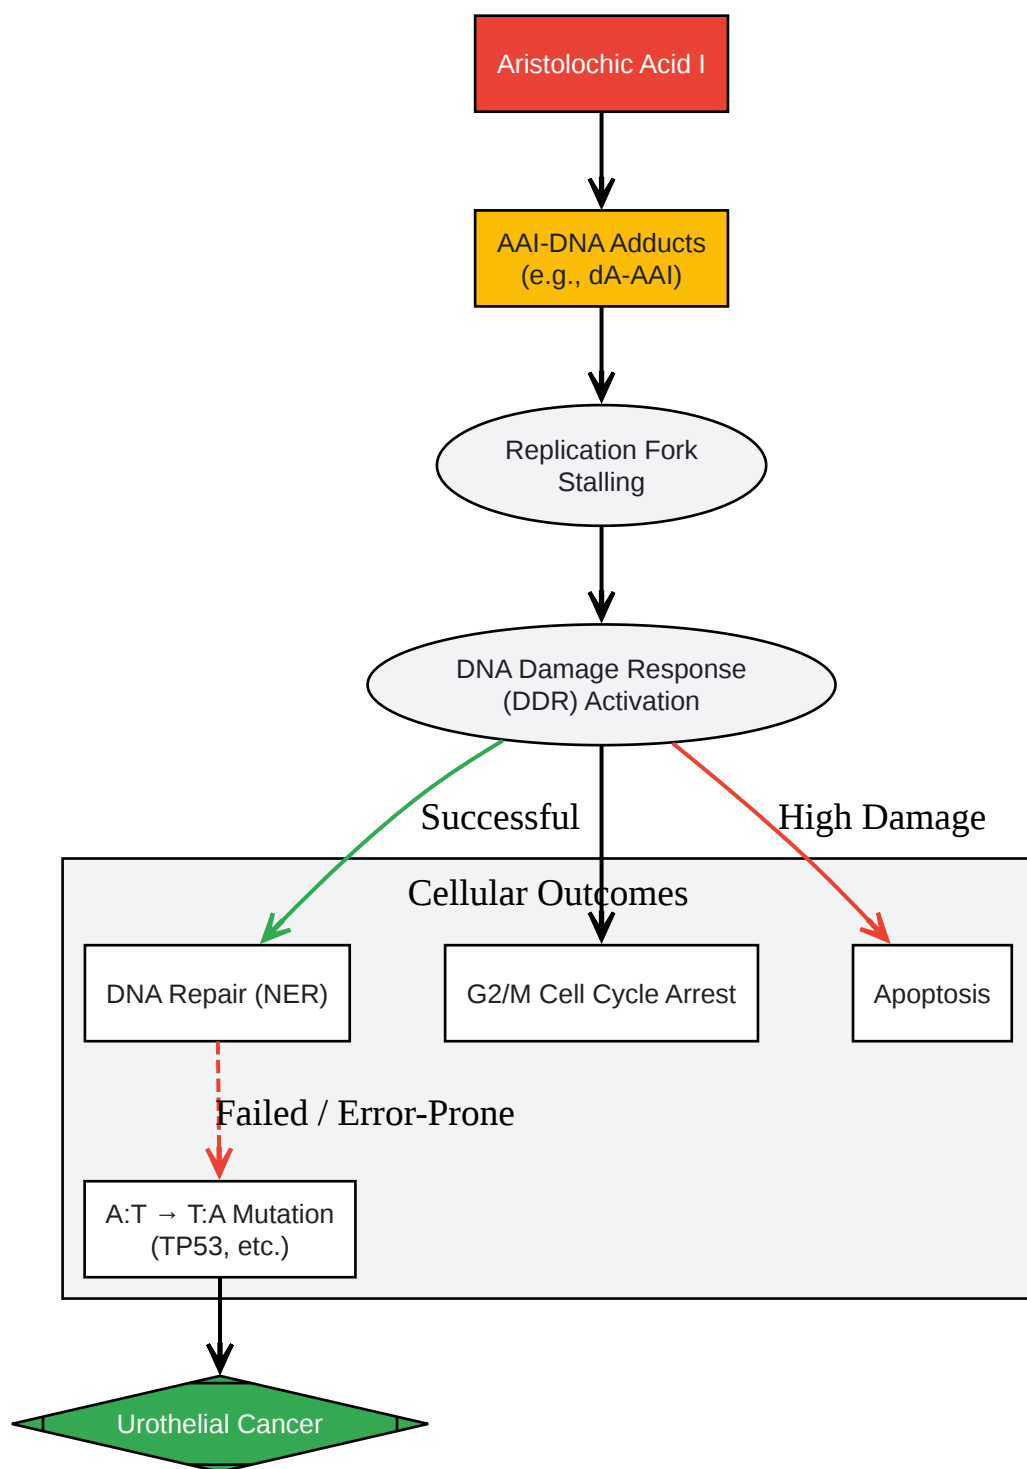 Aristolochic Acid I
AAI-DNA Adducts
(e.g., dA-AAI)
Replication Fork
Stalling
DNA Damage Response
(DDR) Activation
Successful
High Damage
Cellular Outcomes
DNA Repair (NER)
G2/M Cell Cycle Arrest
Apoptosis
Failed / Error-Prone
A:T → T:A Mutation
(TP53, etc.)
Urothelial Cancer